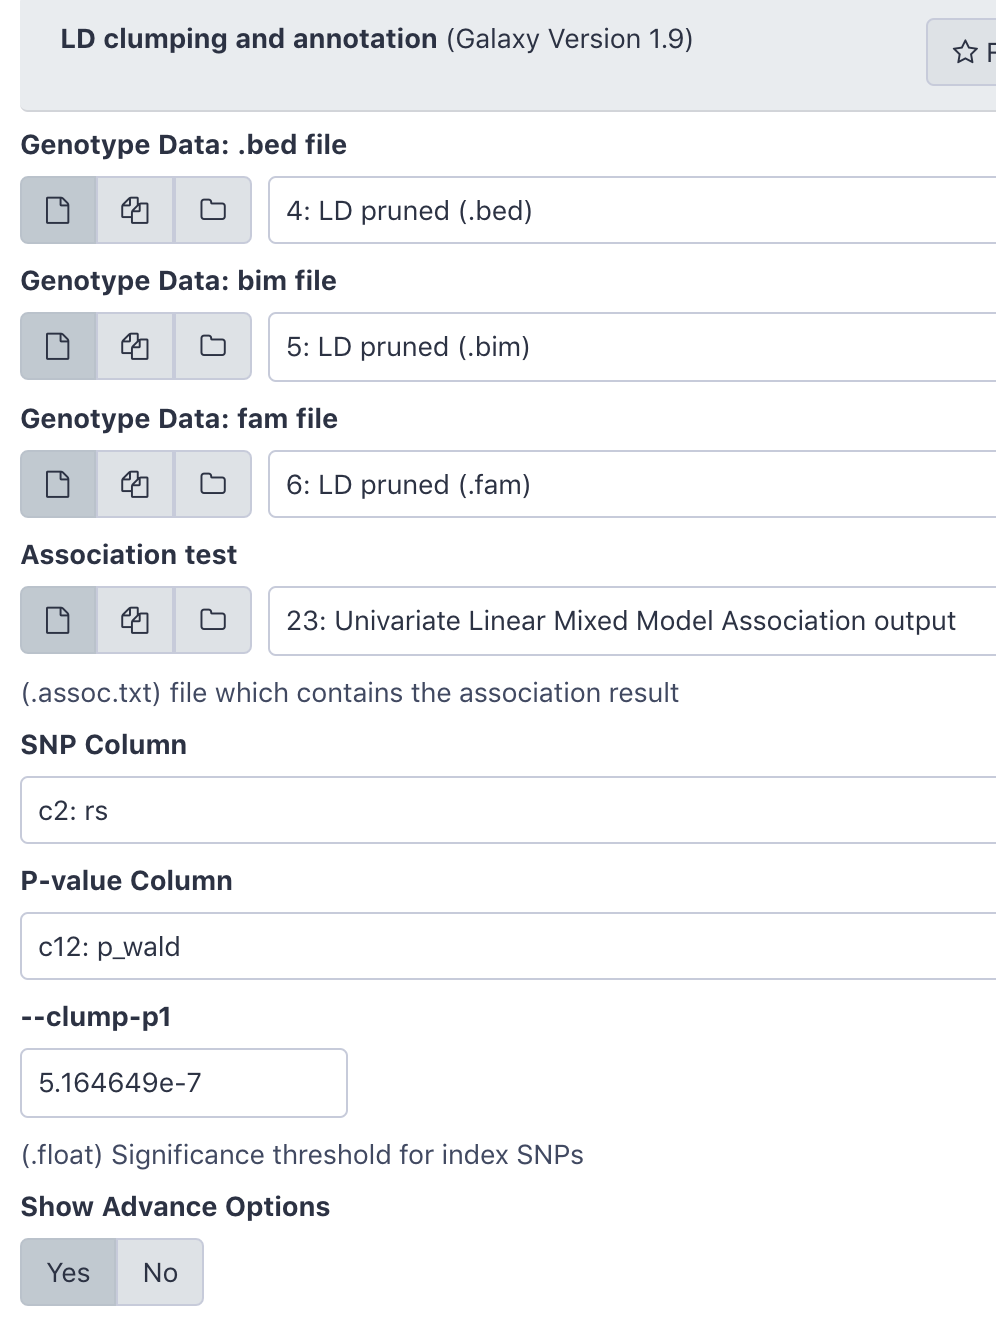 LD clumping and annotation (Galaxy Version 1.9)
Genotype Data: .bed file
4: LD pruned (.bed)
Genotype Data: bim file
5: LD pruned (.bim)
Genotype Data: fam file
6: LD pruned (.fam)
Association test
23: Univariate Linear Mixed Model Association output
(.assoc.txt) file which contains the association result
SNP Column
c2: rs
P-value Column
c12: p_wald
--clump-p1
5.164649e-7
(.float) Significance threshold for index SNPs
Show Advance Options
Yes No